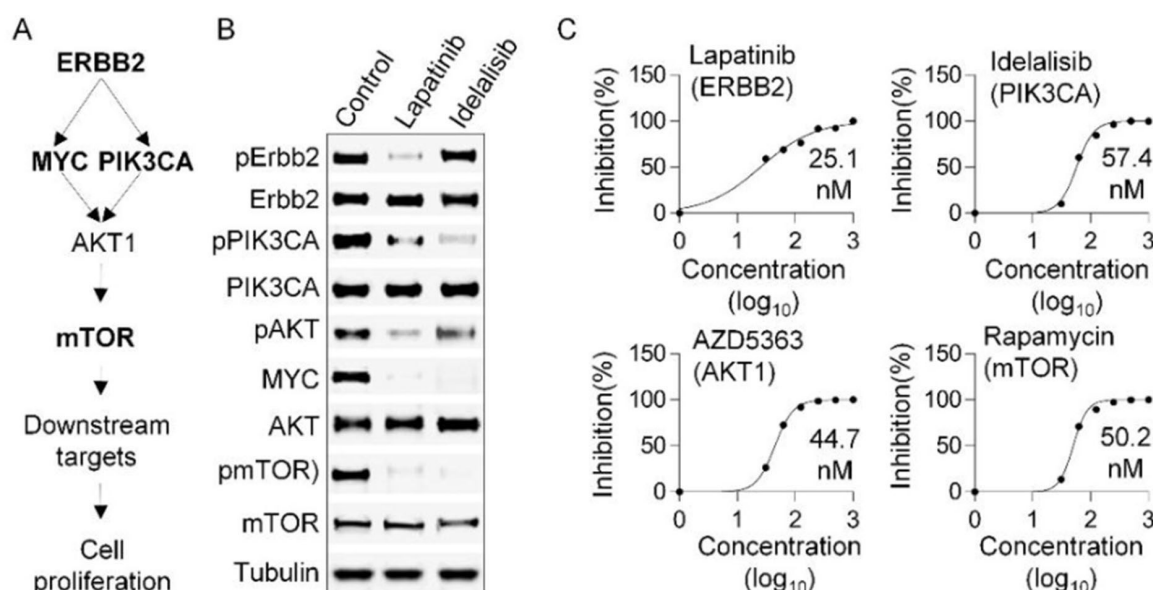 A
ERBB2
MYC PIK3CA
AKT1
mTOR
Downstream
targets
Cell
proliferation
B
Control
Lapatinib
Idelalisib
pErbb2
Erbb2
pPIK3CA
PIK3CA
pAKT
MYC
AKT
pmTOR)
mTOR
Tubulin
C
Lapatinib
(ERBB2)
Inhibition(%)
150
100
50
0
25.1
nM
0 1 2 3
Concentration
(log10)
Idelalisib
(PIK3CA)
Inhibition(%)
150
100
50
0
57.4
nM
0 1 2 3
Concentration
(log10)
AZD5363
(AKT1)
Inhibition(%)
150
100
50
0
44.7
nM
0 1 2 3
Concentration
(log10)
Rapamycin
(mTOR)
Inhibition(%)
150
100
50
0
50.2
nM
0 1 2 3
Concentration
(log10)